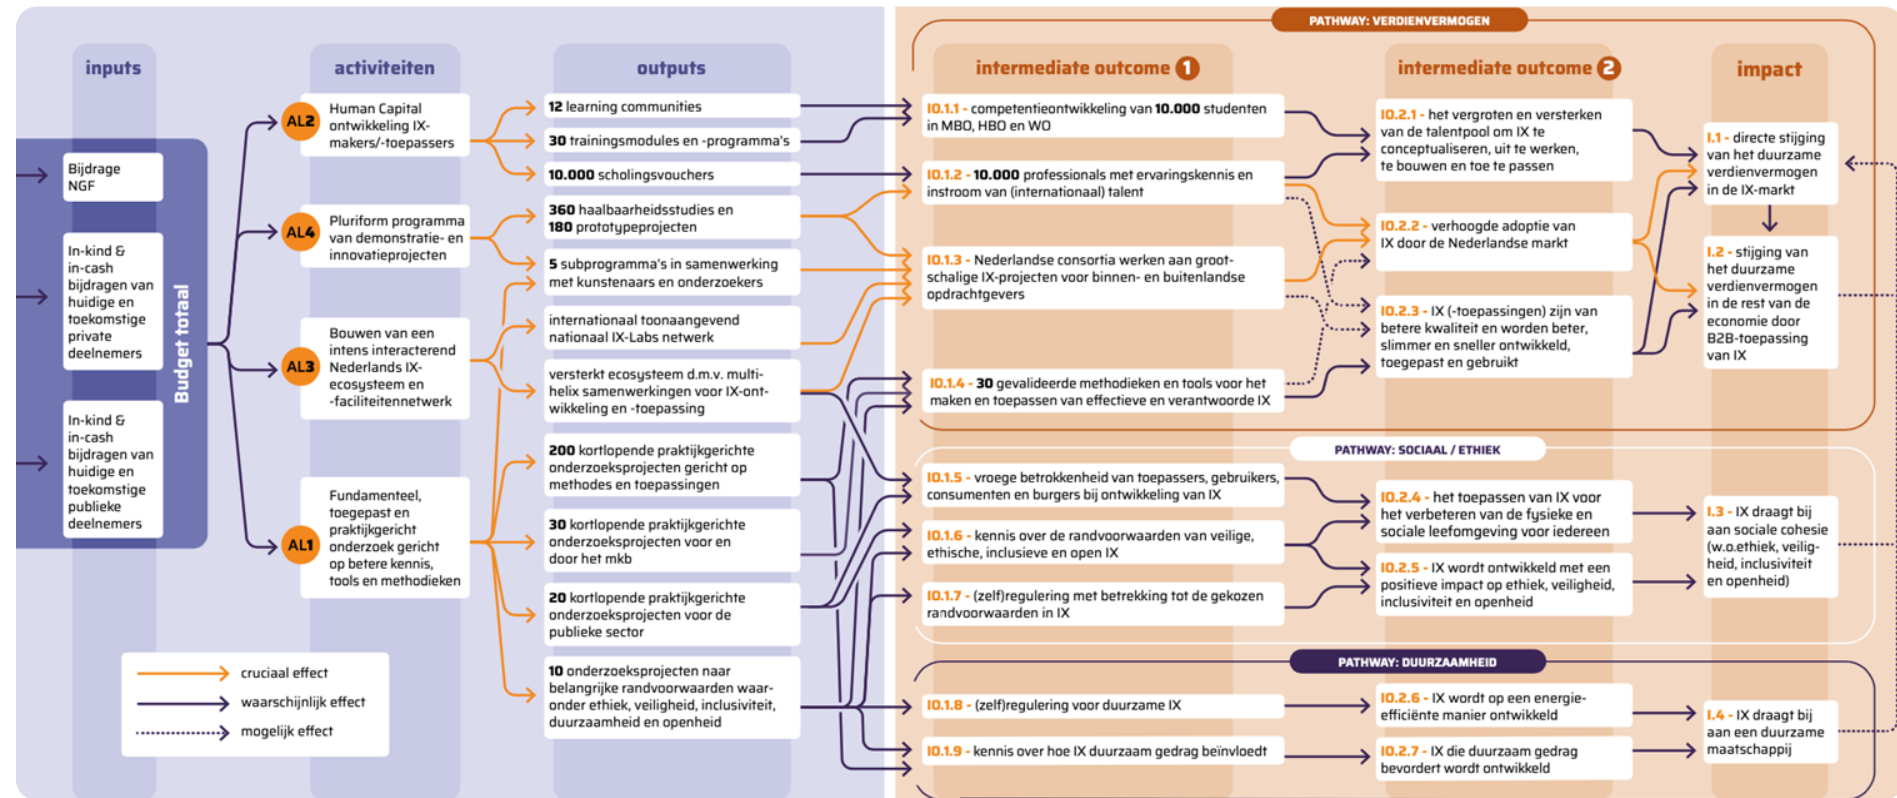 PATHWAY: VERDIENVERMOGEN
inputs
activiteiten
outputs
intermediate outcome 1
intermediate outcome 2
impact
Bijdrage
NGF
In-kind &
in-cash
bijdragen van
huidige en
toekomstige
private
deelnemers
In-kind &
in-cash
bijdragen van
huidige en
toekomstige
publieke
deelnemers
Budget totaal
AL2
Human Capital
ontwikkeling IX-
makers/-toepassers
AL4
Pluriform programma
van demonstratie- en
innovatieprojecten
AL3
Bouwen van een
intens interacterend
Nederlands IX-
ecosysteem en
-faciliteitennetwerk
AL1
Fundamenteel,
toegepast en
praktijkgericht
onderzoek gericht
op betere kennis,
tools en methodieken
cruciaal effect
waarschijnlijk effect
mogelijk effect
12 learning communities
30 trainingsmodules en -programma's
10.000 scholingsvouchers
360 haalbaarheidsstudies en
180 prototypeprojecten
5 subprogramma's in samenwerking
met kunstenaars en onderzoekers
internationaal toonaangevend
nationaal IX-Labs netwerk
versterkt ecosysteem d.m.v. multi-
helix samenwerkingen voor IX-ont-
wikkeling en -toepassing
200 kortlopende praktijkgerichte
onderzoeksprojecten gericht op
methodes en toepassingen
30 kortlopende praktijkgerichte
onderzoeksprojecten voor en
door het mkb
20 kortlopende praktijkgerichte
onderzoeksprojecten voor de
publieke sector
10 onderzoeksprojecten naar
belangrijke randvoorwaarden waar-
onder ethiek, veiligheid, inclusiviteit,
duurzaamheid en openheid
IO.1.1 - competentieontwikkeling van 10.000 studenten
in MBO, HBO en WO
IO.1.2 - 10.000 professionals met ervaringskennis en
instroom van (internationaal) talent
IO.1.3 - Nederlandse consortia werken aan groot-
schalige IX-projecten voor binnen- en buitenlandse
opdrachtgevers
IO.1.4 - 30 gevalideerde methodieken en tools voor het
maken en toepassen van effectieve en verantwoorde IX
IO.2.1 - het vergroten en versterken
van de talentpool om IX te
conceptualiseren, uit te werken,
te bouwen en toe te passen
IO.2.2 - verhoogde adoptie van
IX door de Nederlandse markt
IO.2.3 - IX (-toepassingen) zijn van
betere kwaliteit en worden beter,
slimmer en sneller ontwikkeld,
toegepast en gebruikt
I.1 - directe stijging
van het duurzame
verdienvermogen
in de IX-markt
I.2 - stijging van
het duurzame
verdienvermogen
in de rest van de
economie door
B2B-toepassing
van IX
PATHWAY: SOCIAAL / ETHIEK
IO.1.5 - vroege betrokkenheid van toepassers, gebruikers,
consumenten en burgers bij ontwikkeling van IX
IO.1.6 - kennis over de randvoorwaarden van veilige,
ethische, inclusieve en open IX
IO.1.7 - (zelf)regulering met betrekking tot de gekozen
randvoorwaarden in IX
IO.2.4 - het toepassen van IX voor
het verbeteren van de fysieke en
sociale leefomgeving voor iedereen
IO.2.5 - IX wordt ontwikkeld met een
positieve impact op ethiek, veiligheid,
inclusiviteit en openheid
I.3 - IX draagt bij
aan sociale cohesie
(w.o.ethiek, veilig-
heid, inclusiviteit
en openheid)
PATHWAY: DUURZAAMHEID
IO.1.8 - (zelf)regulering voor duurzame IX
IO.1.9 - kennis over hoe IX duurzaam gedrag beïnvloedt
IO.2.6 - IX wordt op een energie-
efficiënte manier ontwikkeld
IO.2.7 - IX die duurzaam gedrag
bevordert wordt ontwikkeld
I.4 - IX draagt bij
aan een duurzame
maatschappij